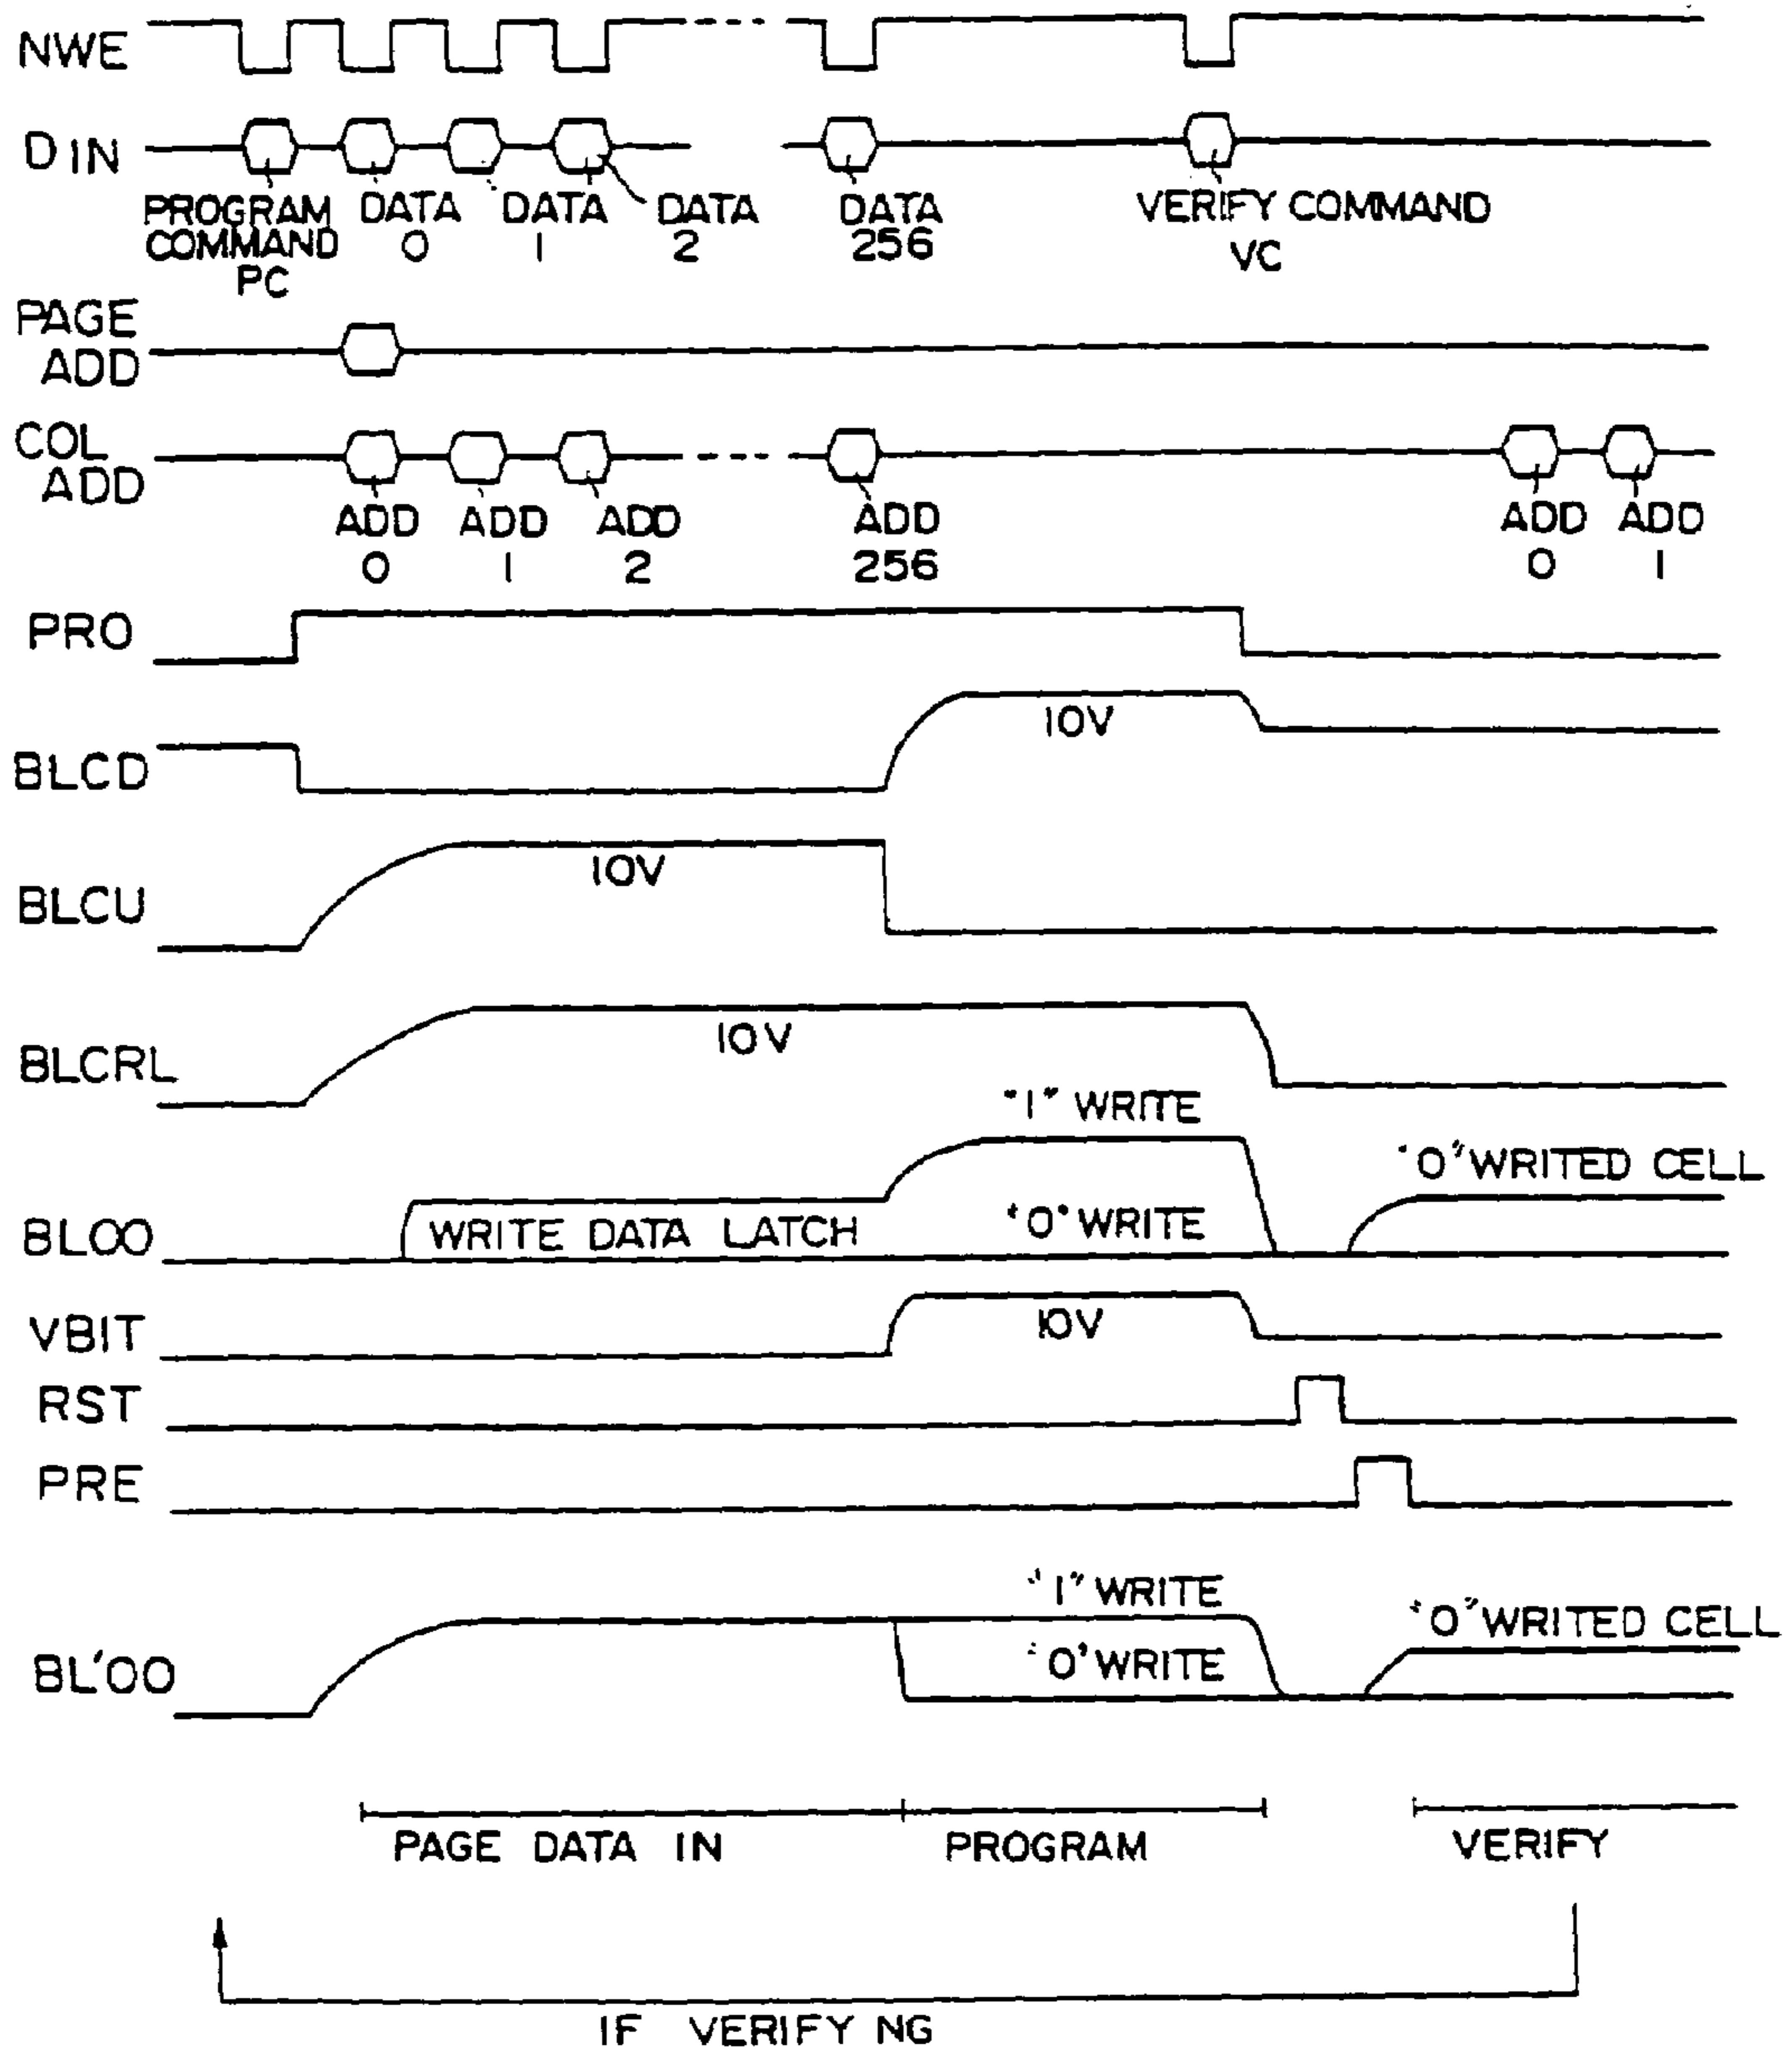 NWE
DIN
PROGRAM COMMAND PC
DATA 0
DATA 1
DATA 2
DATA 256
VERIFY COMMAND VC
PAGE ADD
COL ADD
ADD 0
ADD 1
ADD 2
ADD 256
ADD 0
ADD 1
PRO
BLCD
10V
BLCU
10V
BLCRL
10V
"1" WRITE
"0" WRITED CELL
BL00
WRITE DATA LATCH
"0" WRITE
VBIT
10V
RST
PRE
"1" WRITE
"0" WRITED CELL
BL'00
"0" WRITE
PAGE DATA IN
PROGRAM
VERIFY
IF VERIFY NG